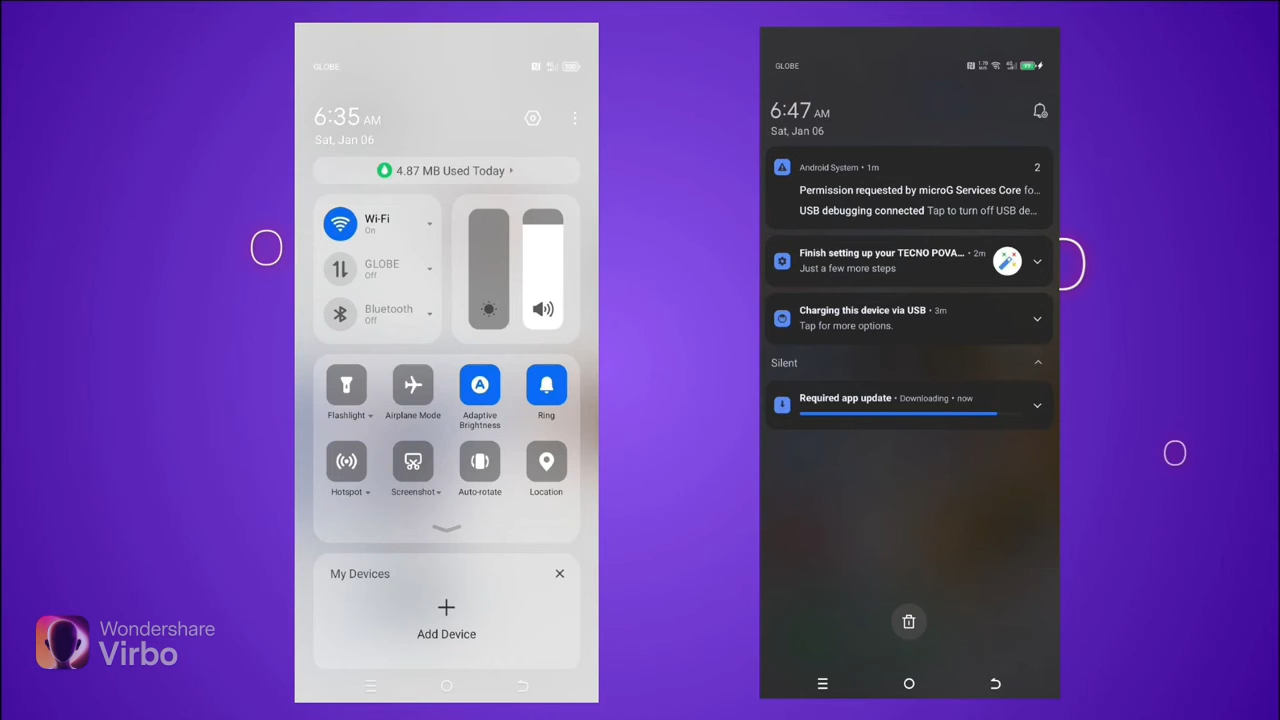 GLOBE
4G
100
6:35 AM
Sat, Jan 06
4.87 MB Used Today
Wi-Fi
On
GLOBE
Off
Bluetooth
Off
Flashlight
Airplane Mode
Adaptive
Brightness
Ring
Hotspot
Screenshot
Auto-rotate
Location
My Devices
Add Device
GLOBE
4G
6:47 AM
Sat, Jan 06
Android System • 1m
2
Permission requested by microG Services Core fo...
USB debugging connected Tap to turn off USB de...
Finish setting up your TECNO POVA... • 2m
Just a few more steps
Charging this device via USB • 3m
Tap for more options.
Silent
Required app update • Downloading • now
Wondershare
Virbo